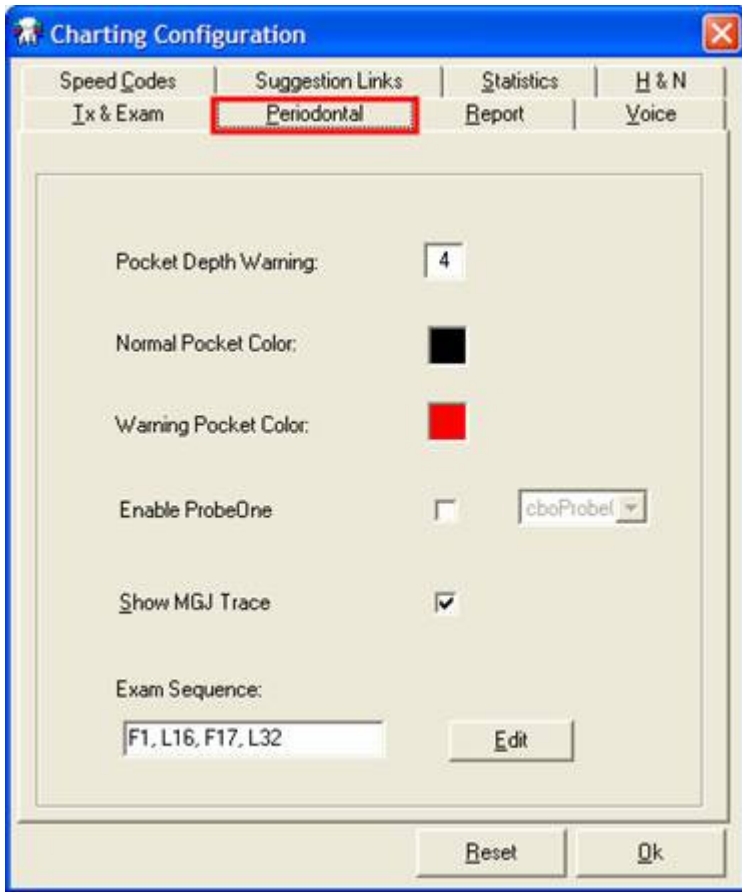 Charting Configuration
Speed Codes Suggestion Links Statistics H & N
Tx & Exam Periodontal Report Voice
Pocket Depth Warning: 4
Normal Pocket Color:
Warning Pocket Color:
Enable ProbeOne cboProbe(
Show MGJ Trace
Exam Sequence:
F1, L16, F17, L32 Edit
Reset Ok